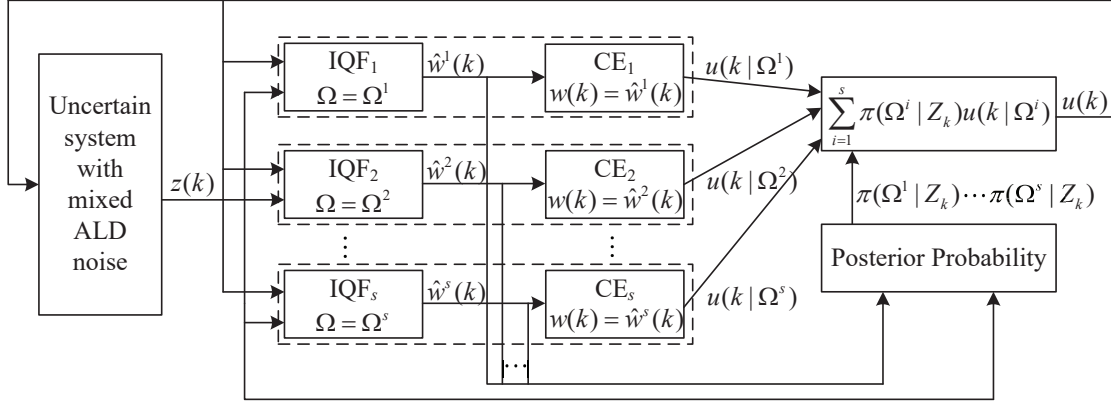 Uncertain
system
with
mixed
ALD
noise
z(k)
IQF₁
Ω = Ω¹
ŵ¹(k)
CE₁
w(k) = ŵ¹(k)
u(k | Ω¹)
IQF₂
Ω = Ω²
ŵ²(k)
CE₂
w(k) = ŵ²(k)
u(k | Ω²)
⋮
⋮
IQFₛ
Ω = Ωˢ
ŵˢ(k)
CEₛ
w(k) = ŵˢ(k)
u(k | Ωˢ)
⋯
∑ᵢ₌₁ˢ π(Ωⁱ | Zₖ)u(k | Ωⁱ)
u(k)
π(Ω¹ | Zₖ)⋯π(Ωˢ | Zₖ)
Posterior Probability